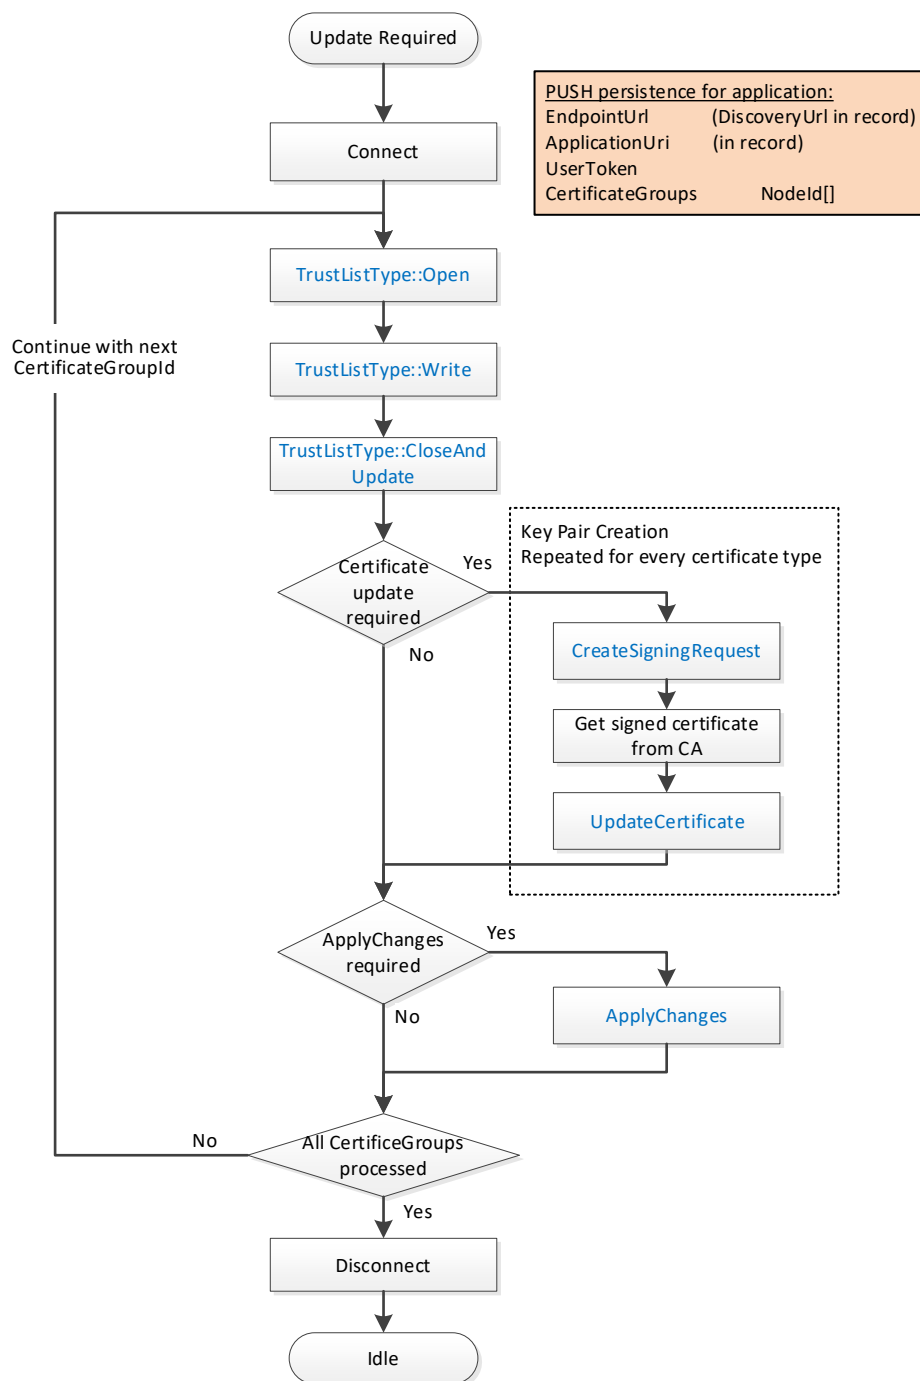 Update Required
PUSH persistence for application:
EndpointUrl (DiscoveryUrl in record)
ApplicationUri (in record)
UserToken
CertificateGroups NodeId[]
Connect
TrustListType::Open
Continue with next
CertificateGroupId
TrustListType::Write
TrustListType::CloseAnd
Update
Key Pair Creation
Repeated for every certificate type
Certificate
update
required
Yes
No
CreateSigningRequest
Get signed certificate
from CA
UpdateCertificate
ApplyChanges
required
Yes
No
ApplyChanges
All CertificeGroups
processed
No
Yes
Disconnect
Idle